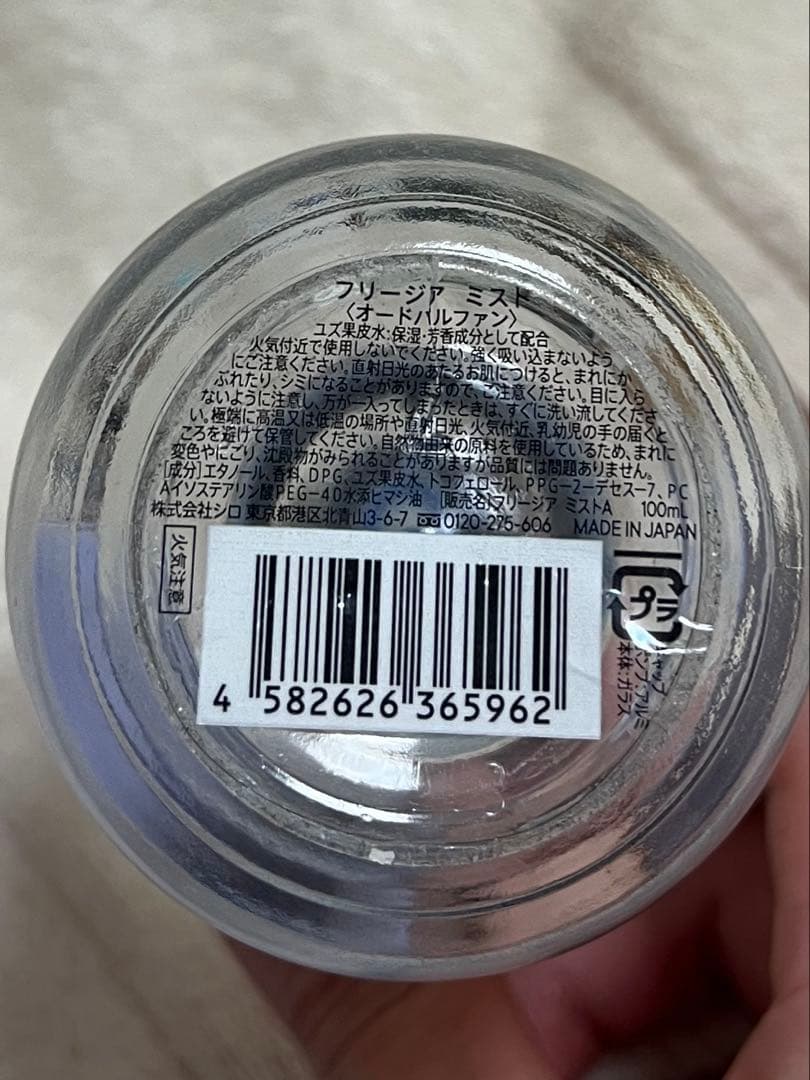 フリージア ミスト
〈オードパルファン〉
ユズ果皮水:保湿・芳香成分として配合
火気付近で使用しないでください。強く吸い込まないよう
にご注意ください。直射日光のあたるお肌につけると、まれにか
ぶれたり、シミになることがありますので、ご注意ください。目に入ら
ないように注意し、万が一入ってしまったときは、すぐに洗い流してくださ
い。極端に高温又は低温の場所や直射日光、火気付近、乳幼児の手の届くと
ころを避けて保管してください。自然物由来の原料を使用しているため、まれに
変色やにごり、沈殿物がみられることがありますが品質には問題ありません。
[成分]エタノール、香料、DPG、ユズ果皮水、トコフェロール、PPG-2-デセス-7、PC
Aイソステアリン酸PEG-40水添ヒマシ油 [販売名]フリージア ミストA 100mL
株式会社シロ 東京都港区北青山3-6-7 0120-275-606 MADE IN JAPAN
火気注意
プラ
キャップ
ポンプ:アルミ
本体:ガラス
4 582626 365962